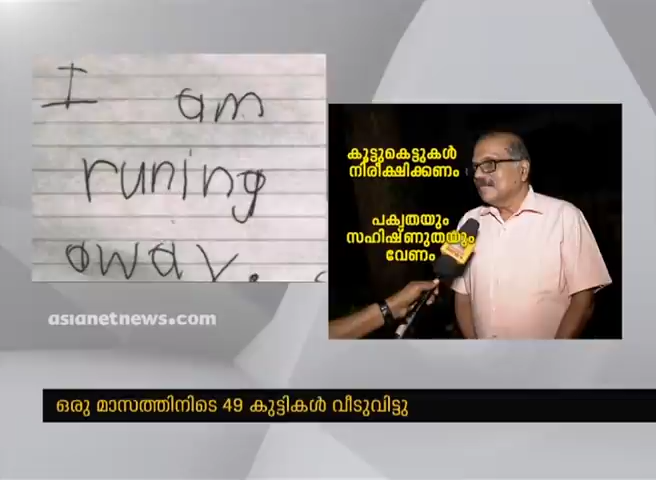 I am
runing
away.
കൂട്ടുകെട്ടുകൾ
നിരീക്ഷിക്കണം
പക്വതയും
സഹിഷ്ണുതയും
വേണം
asianetnews.com
ഒരു മാസത്തിനിടെ 49 കുട്ടികൾ വീടുവിട്ടു